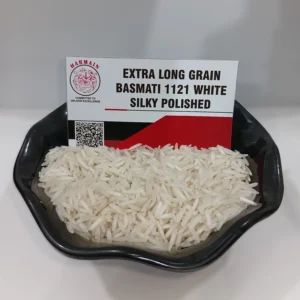 HARMAIN
EXTRA LONG GRAIN
BASMATI 1121 WHITE
SILKY POLISHED